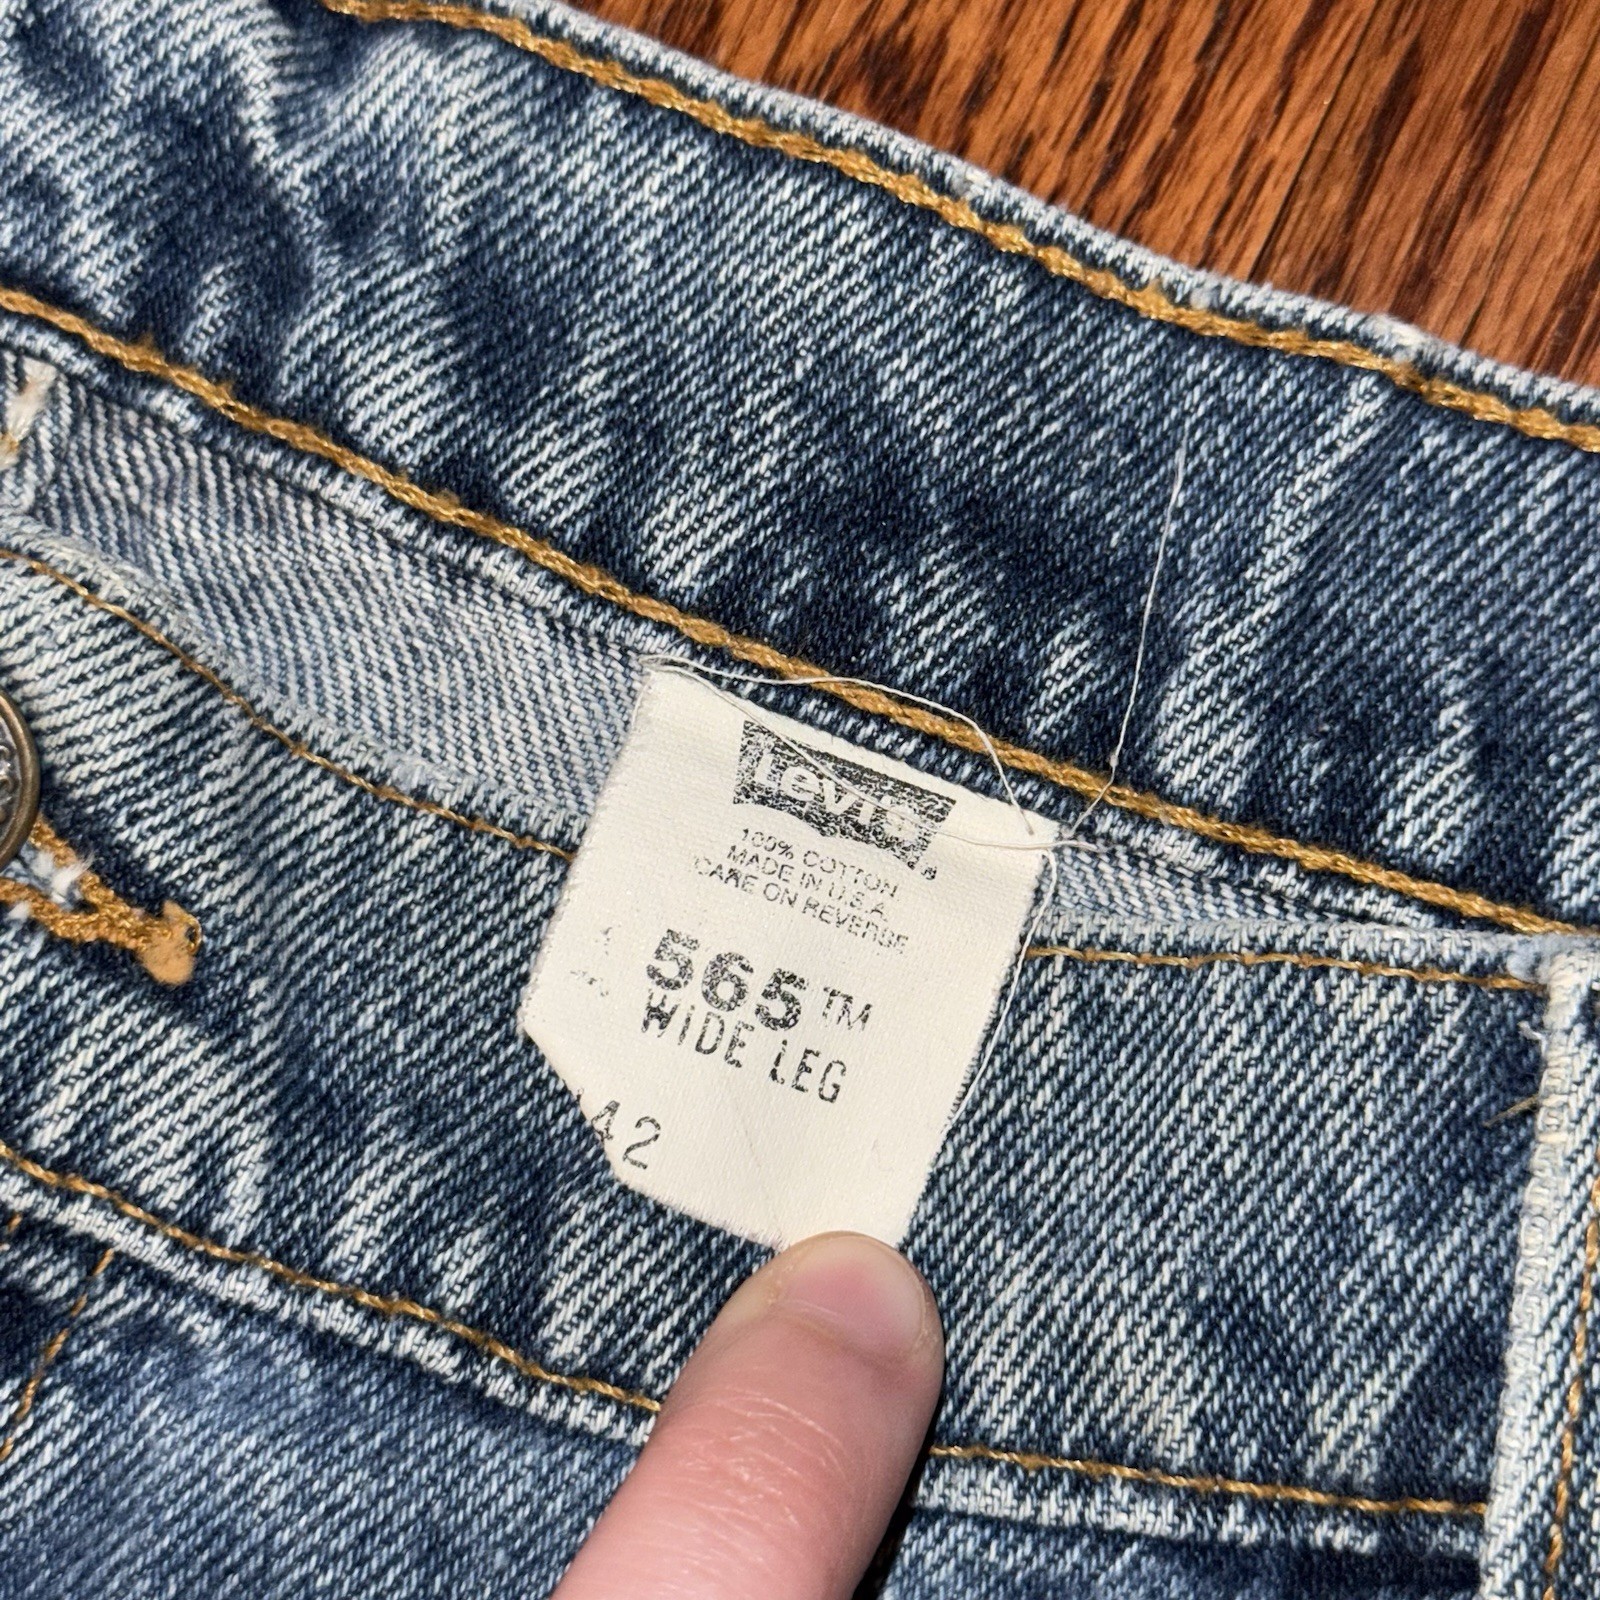 Levi's
100% COTTON
MADE IN U.S.A.
CARE ON REVERSE
565™
WIDE LEG
42